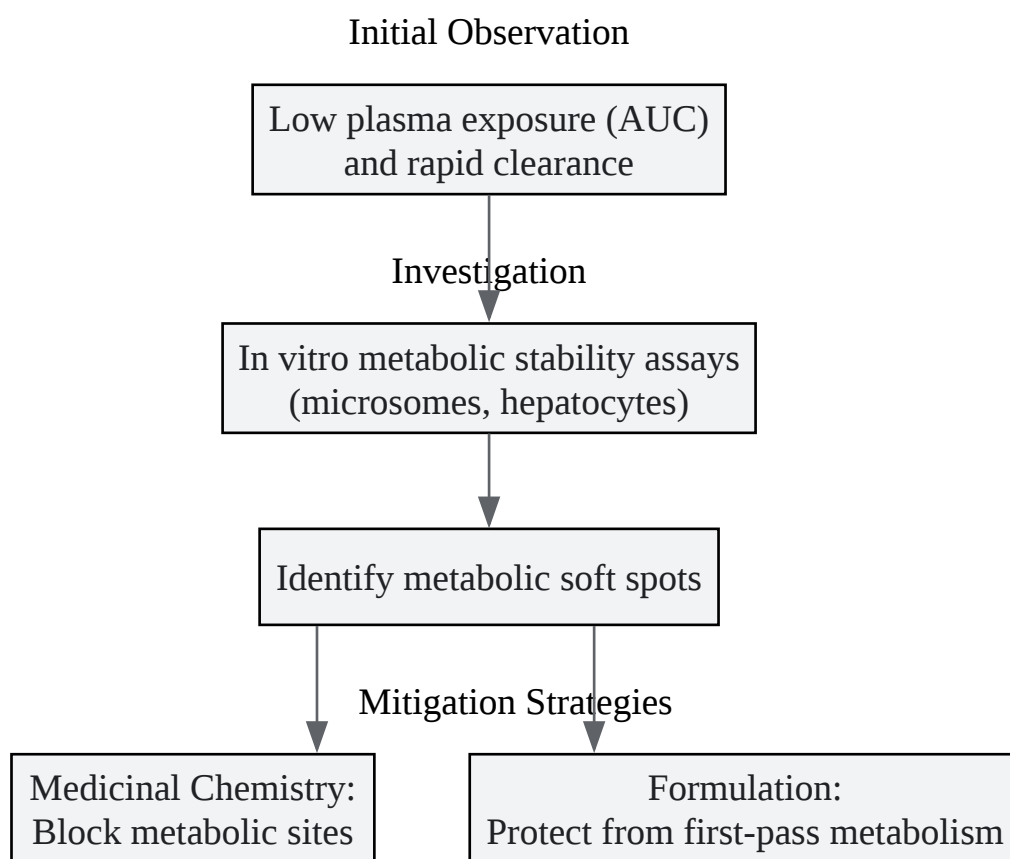 Initial Observation
Low plasma exposure (AUC)
and rapid clearance
Investigation
In vitro metabolic stability assays
(microsomes, hepatocytes)
Identify metabolic soft spots
Mitigation Strategies
Medicinal Chemistry:
Block metabolic sites
Formulation:
Protect from first-pass metabolism